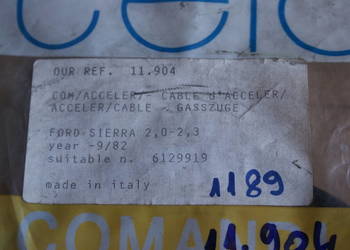 OUR REF. 11.904
COM/ACCELER/ CABLE d'ACCELER/
ACCELER/CABLE - GASSZUGE
FORD SIERRA 2,0-2,3
year -9/82
suitable n. 6129919
made in italy
1189
COMAN
11.904